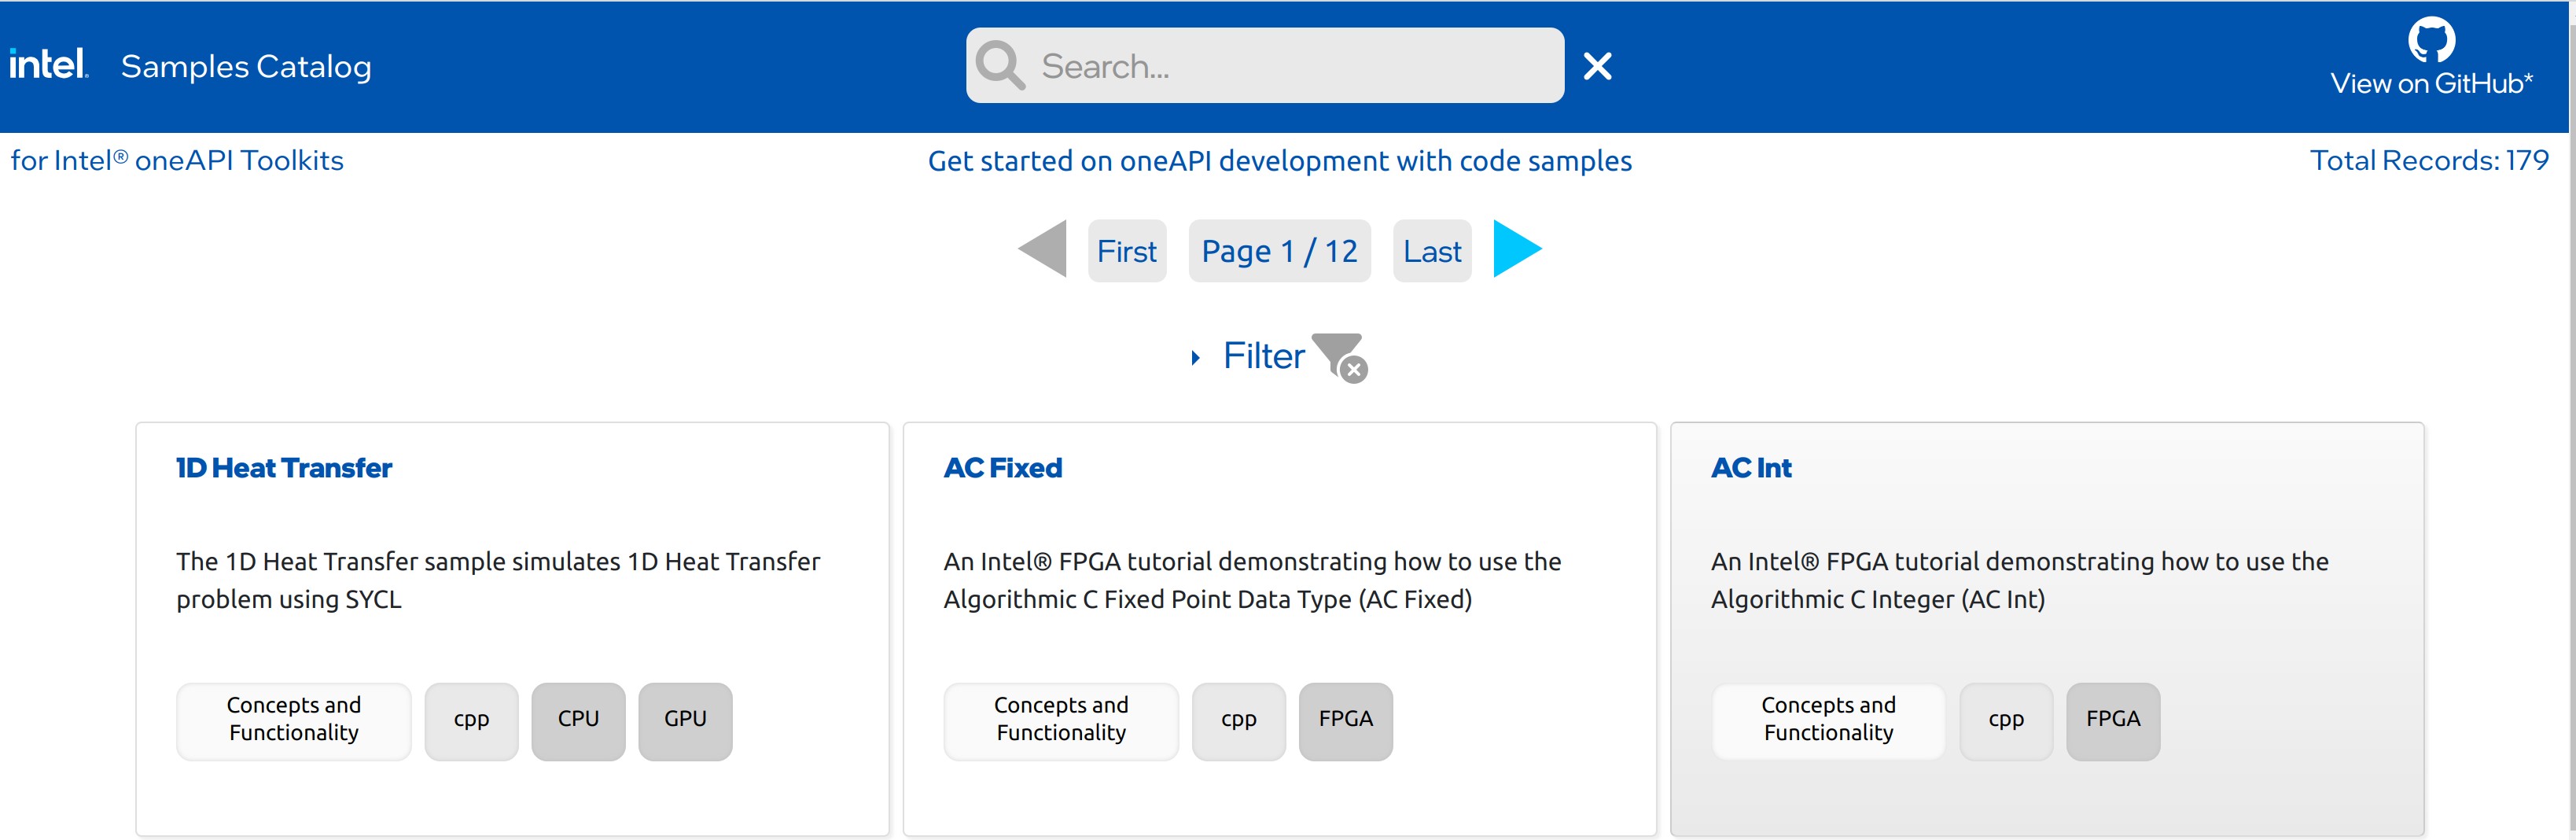 intel.
Samples Catalog
Search...
View on GitHub*
for Intel® oneAPI Toolkits
Get started on oneAPI development with code samples
Total Records: 179
First
Page 1 / 12
Last
Filter
1D Heat Transfer
The 1D Heat Transfer sample simulates 1D Heat Transfer
problem using SYCL
Concepts and
Functionality
cpp
CPU
GPU
AC Fixed
An Intel® FPGA tutorial demonstrating how to use the
Algorithmic C Fixed Point Data Type (AC Fixed)
Concepts and
Functionality
cpp
FPGA
AC Int
An Intel® FPGA tutorial demonstrating how to use the
Algorithmic C Integer (AC Int)
Concepts and
Functionality
cpp
FPGA